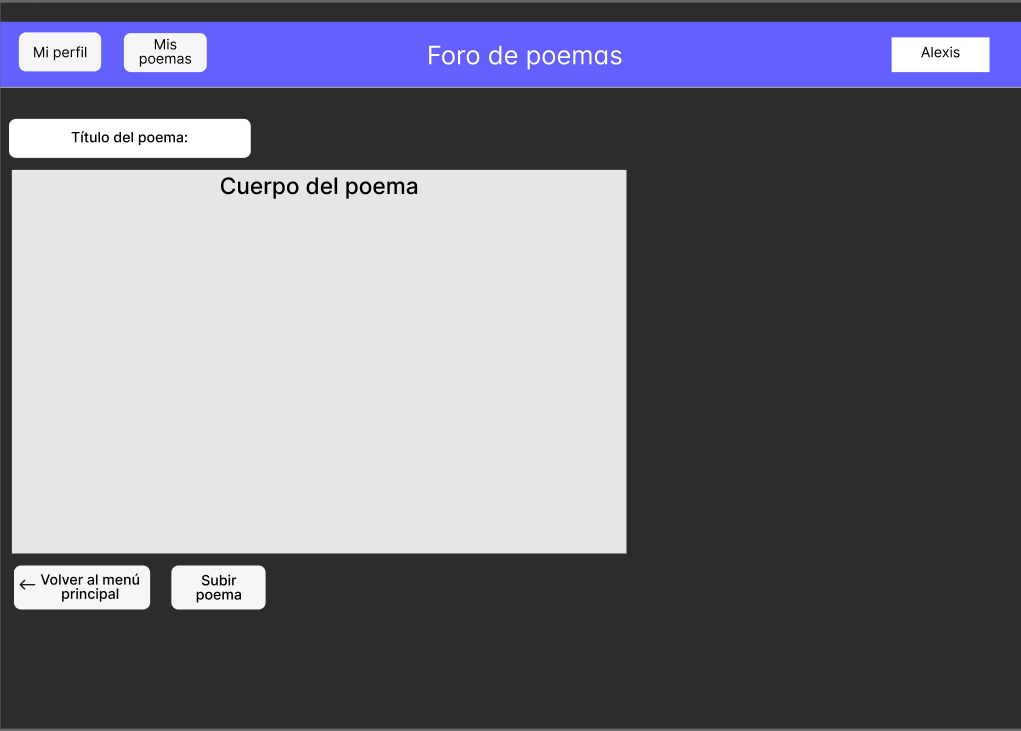 Mi perfil
Mis
poemas
Foro de poemas
Alexis
Título del poema:
Cuerpo del poema
← Volver al menú
principal
Subir
poema